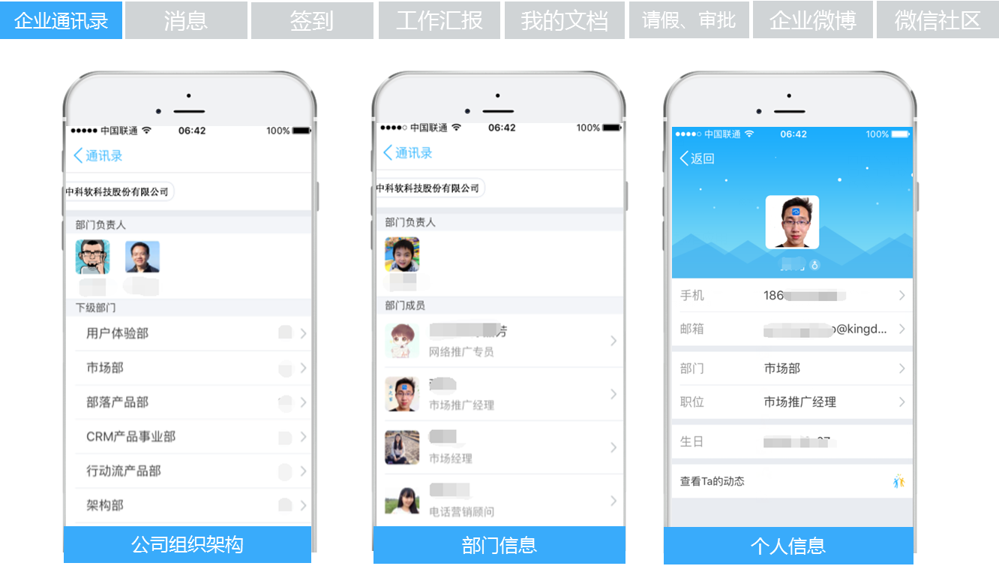 企业通讯录
消息
签到
工作汇报
我的文档
请假、审批
企业微博
微信社区
中国联通
06:42
100%
通讯录
中科软科技股份有限公司
部门负责人
下级部门
用户体验部
市场部
部落产品部
CRM产品事业部
行动流产品部
架构部
公司组织架构
中国联通
06:42
100%
通讯录
中科软科技股份有限公司
部门负责人
部门成员
芳
网络推广专员
市场推广经理
市场经理
电话营销顾问
部门信息
中国联通
06:42
100%
返回
手机 186
邮箱 @kingd...
部门 市场部
职位 市场推广经理
生日
查看Ta的动态
个人信息